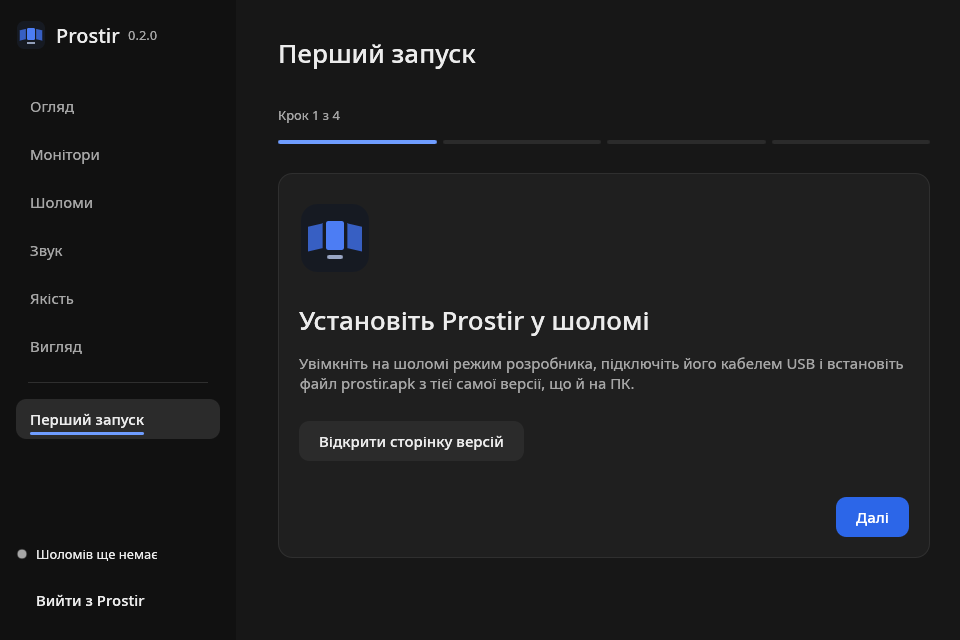 Prostir 0.2.0
Огляд
Монітори
Шоломи
Звук
Якість
Вигляд
Перший запуск
Шоломів ще немає
Вийти з Prostir
Перший запуск
Крок 1 з 4
Установіть Prostir у шоломі
Увімкніть на шоломі режим розробника, підключіть його кабелем USB і встановіть
файл prostir.apk з тієї самої версії, що й на ПК.
Відкрити сторінку версій
Далі